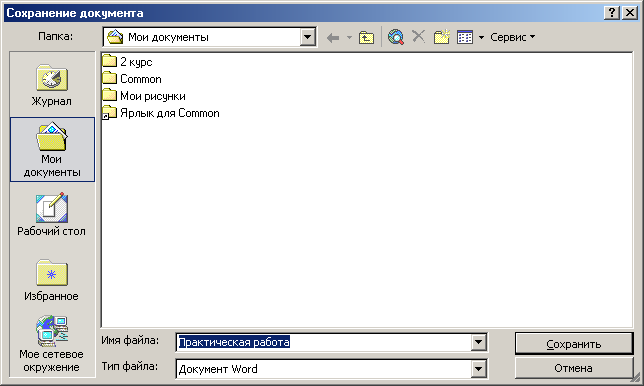 Сохранение документа
Папка: Мои документы Сервис
2 курс
Common
Мои рисунки
Ярлык для Common
Журнал
Мои
документы
Рабочий стол
Избранное
Мое сетевое
окружение
Имя файла: Практическая работа Сохранить
Тип файла: Документ Word Отмена